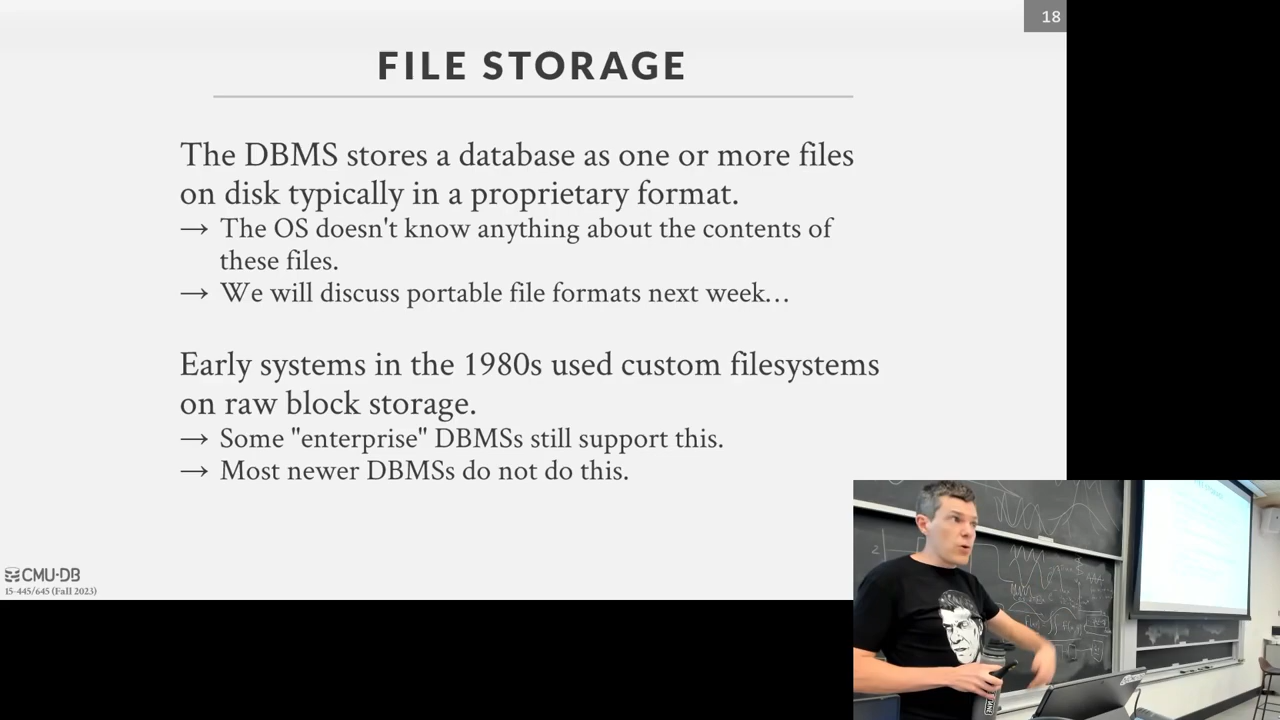 18
FILE STORAGE
The DBMS stores a database as one or more files
on disk typically in a proprietary format.
→ The OS doesn't know anything about the contents of
these files.
→ We will discuss portable file formats next week…
Early systems in the 1980s used custom filesystems
on raw block storage.
→ Some "enterprise" DBMSs still support this.
→ Most newer DBMSs do not do this.
CMU·DB
15-445/645 (Fall 2023)